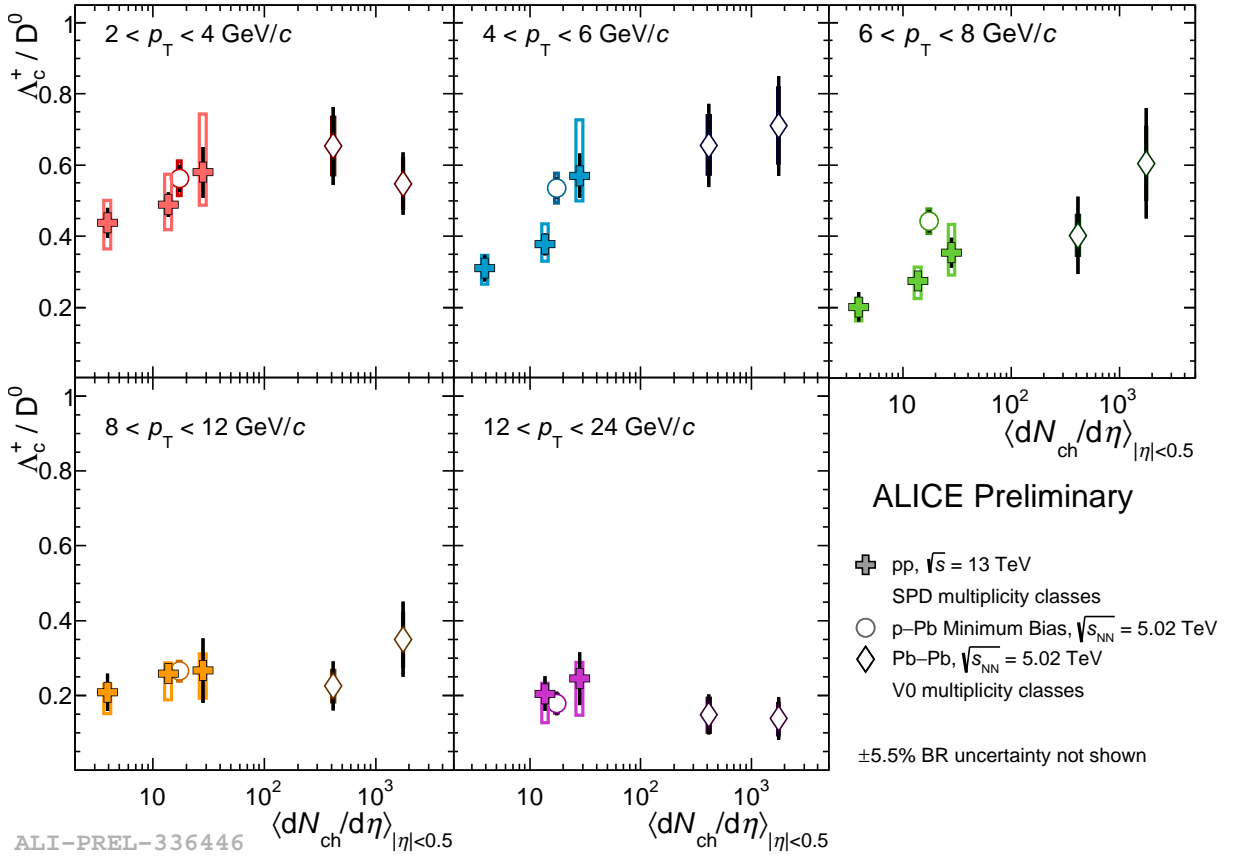 Λc+ / D0
1
0.8
0.6
0.4
0.2
2 < pT < 4 GeV/c
4 < pT < 6 GeV/c
6 < pT < 8 GeV/c
10 10² 10³
⟨dNch/dη⟩|η|<0.5
Λc+ / D0
1
0.8
0.6
0.4
0.2
8 < pT < 12 GeV/c
12 < pT < 24 GeV/c
10 10² 10³
⟨dNch/dη⟩|η|<0.5
10 10² 10³
⟨dNch/dη⟩|η|<0.5
ALICE Preliminary
pp, √s = 13 TeV
SPD multiplicity classes
p–Pb Minimum Bias, √sNN = 5.02 TeV
Pb–Pb, √sNN = 5.02 TeV
V0 multiplicity classes
±5.5% BR uncertainty not shown
ALI-PREL-336446